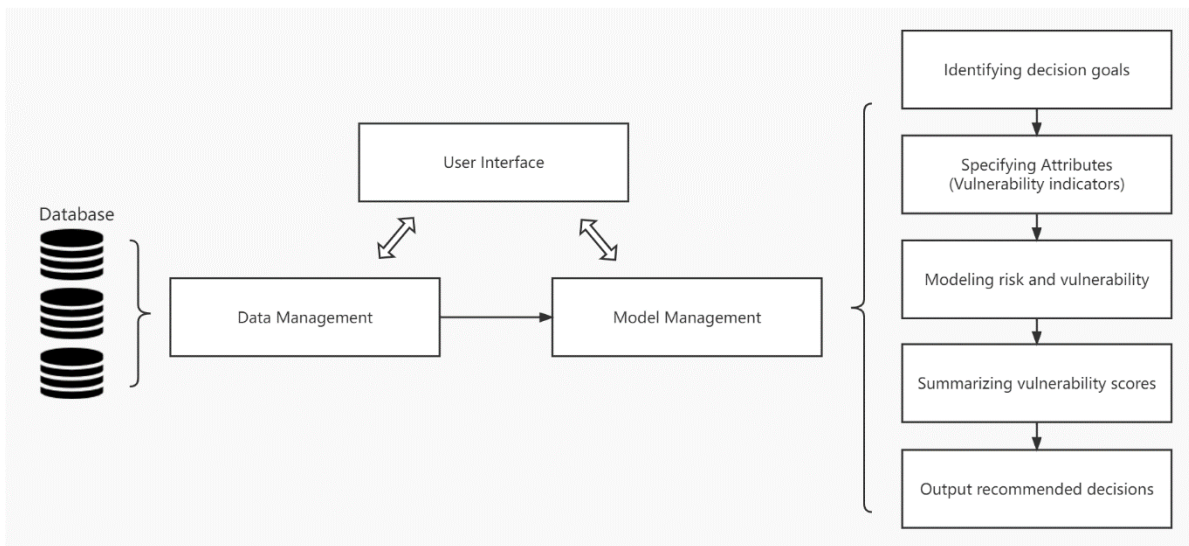 Database
User Interface
Data Management
Model Management
Identifying decision goals
Specifying Attributes
(Vulnerability indicators)
Modeling risk and vulnerability
Summarizing vulnerability scores
Output recommended decisions